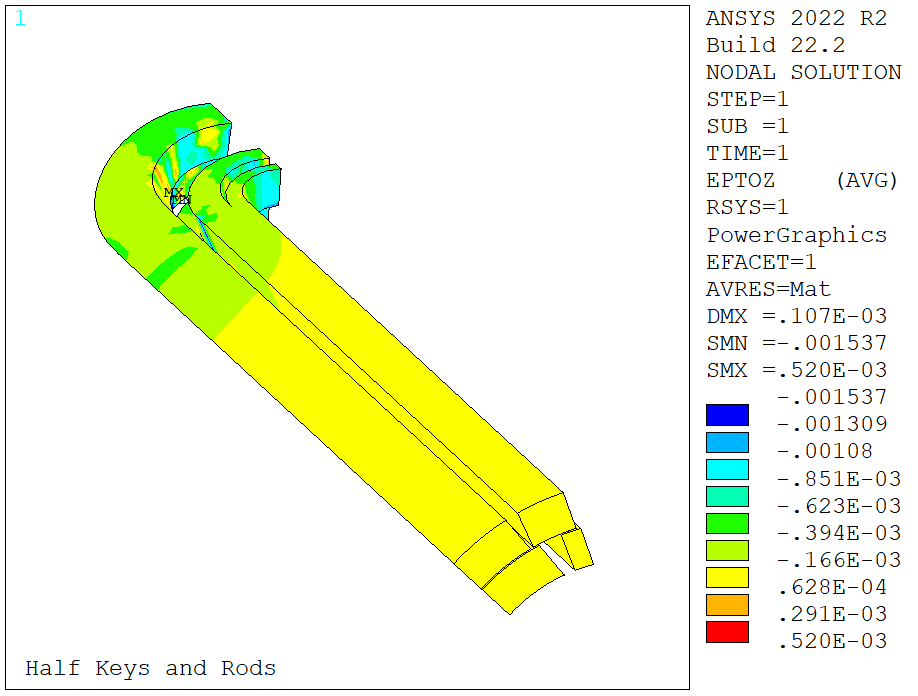 1
ANSYS 2022 R2
Build 22.2
NODAL SOLUTION
STEP=1
SUB =1
TIME=1
EPTOZ (AVG)
RSYS=1
PowerGraphics
EFACET=1
AVRES=Mat
DMX =.107E-03
SMN =-.001537
SMX =.520E-03
-.001537
-.001309
-.00108
-.851E-03
-.623E-03
-.394E-03
-.166E-03
.628E-04
.291E-03
.520E-03
MX
MN
Half Keys and Rods